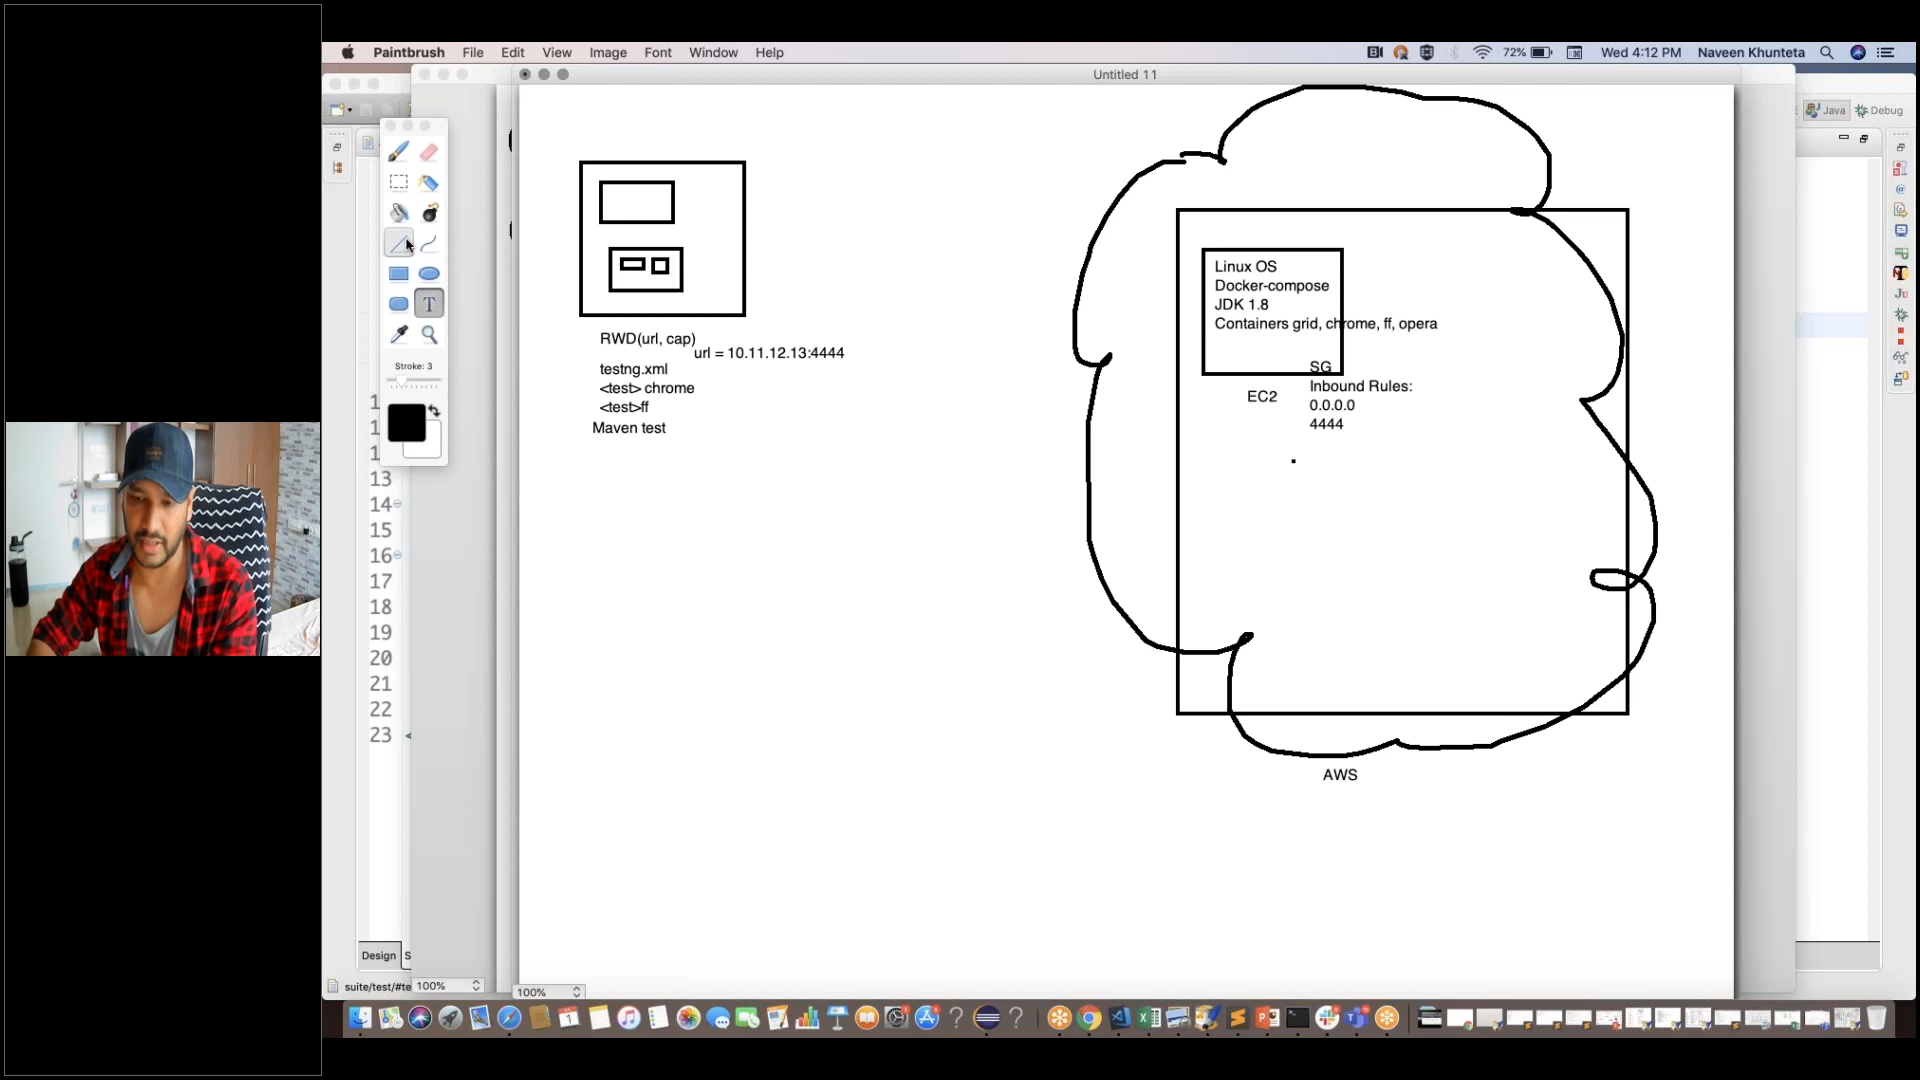 Paintbrush File Edit View Image Font Window Help
72% Wed 4:12 PM Naveen Khunteta
Untitled 11
Java Debug
Stroke: 3
RWD(url, cap)
url = 10.11.12.13:4444
testng.xml
<test> chrome
<test>ff
Maven test
Linux OS
Docker-compose
JDK 1.8
Containers grid, chrome, ff, opera
SG
Inbound Rules:
0.0.0.0
4444
EC2
AWS
1
1
1
13
14
15
16
17
18
19
20
21
22
23 <
Design S
suite/test/#te
100%
100%